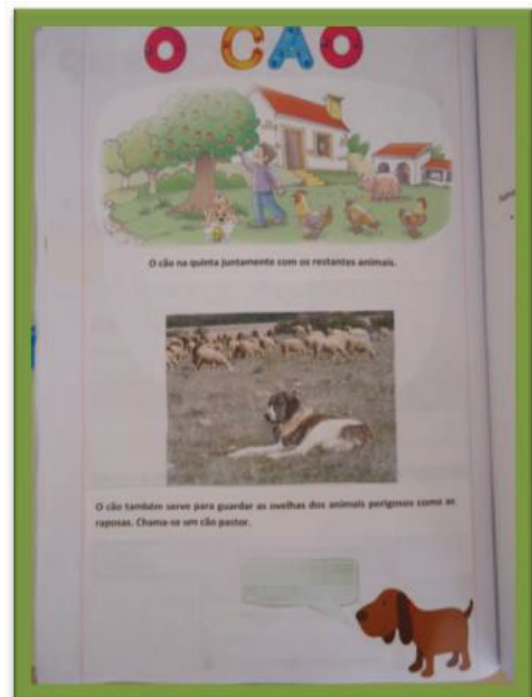 O CÃO
O cão na quinta juntamente com os restantes animais.
O cão também serve para guardar as ovelhas dos animais perigosos como as
raposas. Chama-se um cão pastor.